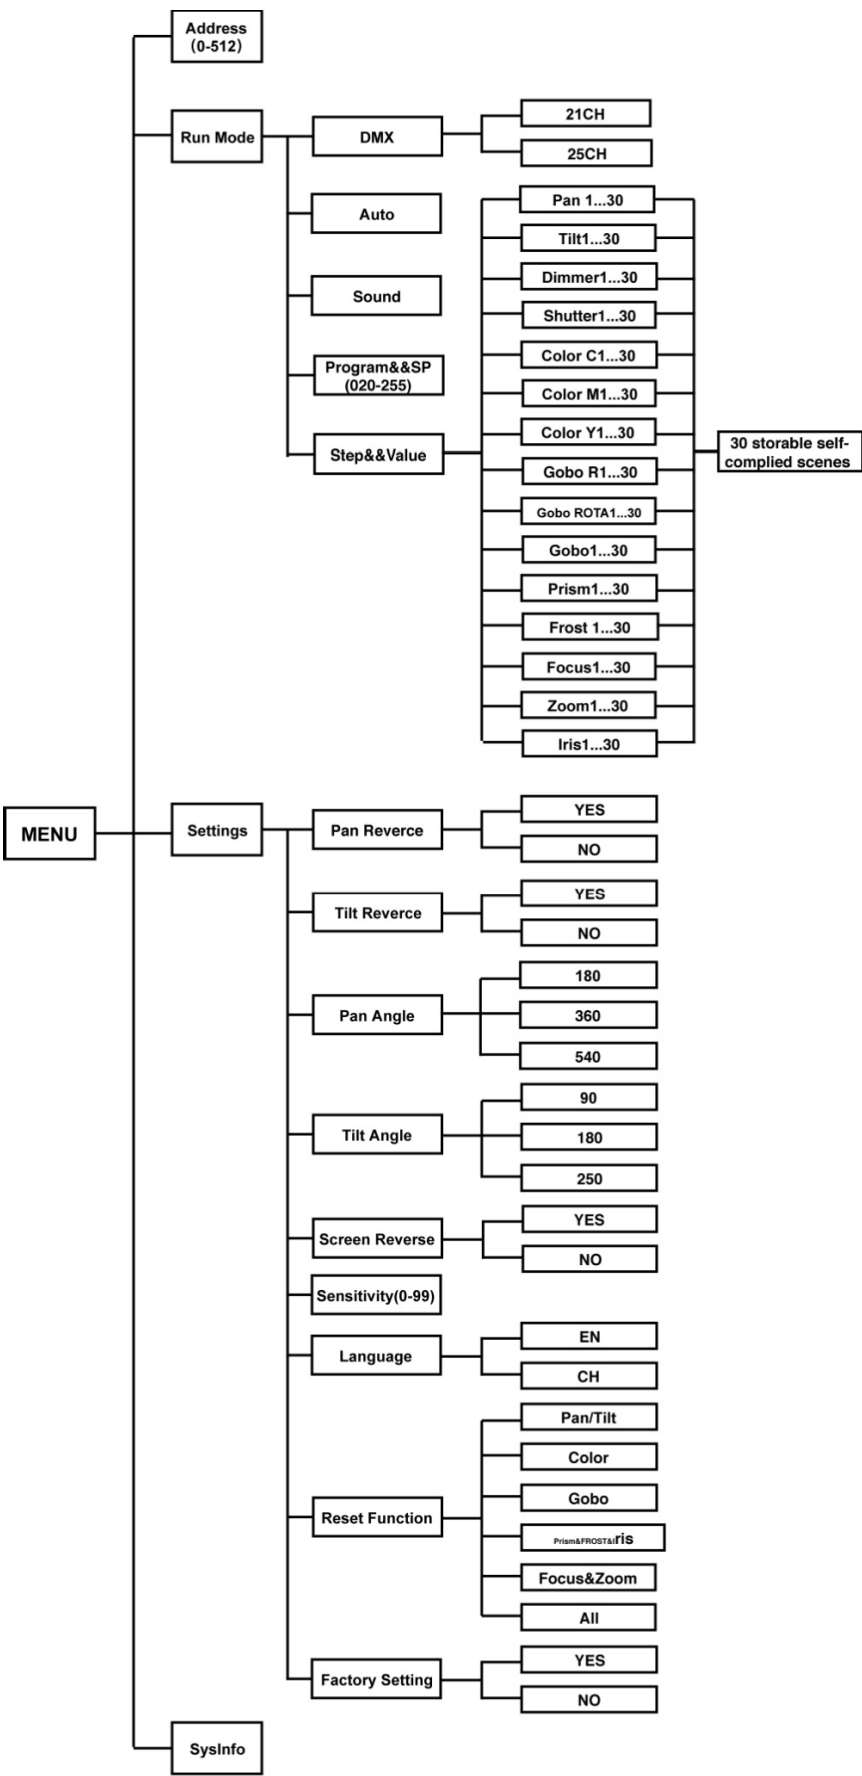 Address
(0-512)
Run Mode
DMX
21CH
25CH
Auto
Sound
Program&&SP
(020-255)
Step&&Value
Pan 1...30
Tilt1...30
Dimmer1...30
Shutter1...30
Color C1...30
Color M1...30
Color Y1...30
Gobo R1...30
Gobo ROTA1...30
Gobo1...30
Prism1...30
Frost 1...30
Focus1...30
Zoom1...30
Iris1...30
30 storable self-
complied scenes
MENU
Settings
Pan Reverce
YES
NO
Tilt Reverce
YES
NO
Pan Angle
180
360
540
Tilt Angle
90
180
250
Screen Reverse
YES
NO
Sensitivity(0-99)
Language
EN
CH
Reset Function
Pan/Tilt
Color
Gobo
Prism&FROST&Iris
Focus&Zoom
All
Factory Setting
YES
NO
SysInfo